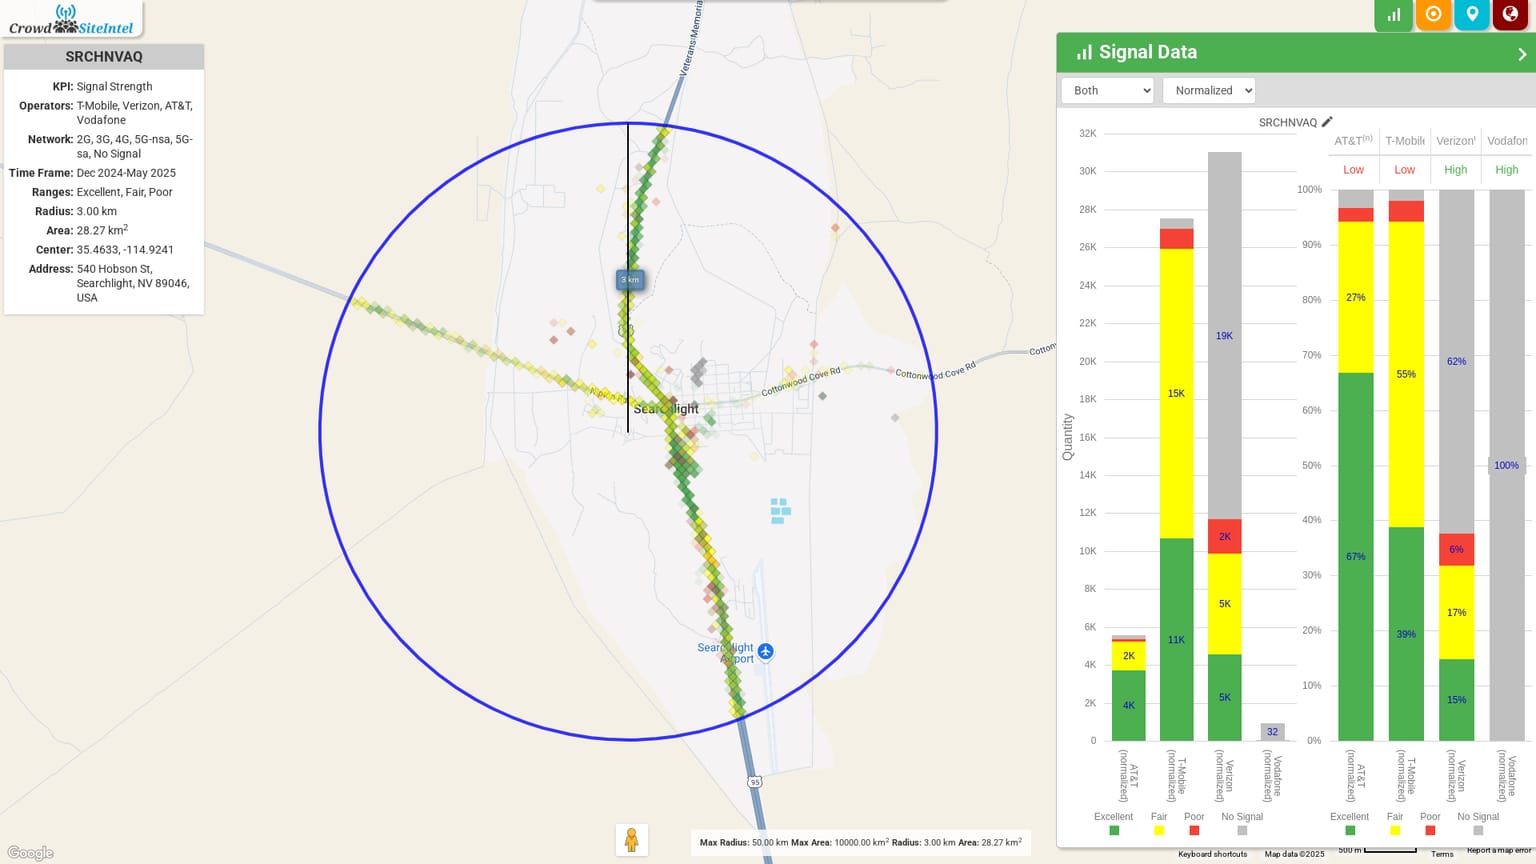 Crowd SiteIntel
SRCHNVAQ
KPI: Signal Strength
Operators: T-Mobile, Verizon, AT&T,
Vodafone
Network: 2G, 3G, 4G, 5G-nsa, 5G-
sa, No Signal
Time Frame: Dec 2024-May 2025
Ranges: Excellent, Fair, Poor
Radius: 3.00 km
Area: 28.27 km²
Center: 35.4633, -114.9241
Address: 540 Hobson St,
Searchlight, NV 89046,
USA
Veterans Memoria
3 km
Cottonwood Cove Rd
Cottonwood Cove Rd
Cottonw
Searchlight
Searchlight
Airport
95
Google
Max Radius: 50.00 km Max Area: 10000.00 km² Radius: 3.00 km Area: 28.27 km²
Signal Data
Both
Normalized
SRCHNVAQ
Quantity
32K
30K
28K
26K
24K
22K
20K
18K
16K
14K
12K
10K
8K
6K
4K
2K
0
2K
4K
15K
11K
19K
2K
5K
5K
32
AT&T
(normalized)
T-Mobile
(normalized)
Verizon
(normalized)
Vodafone
(normalized)
Excellent Fair Poor No Signal
AT&T(n) T-Mobile Verizon Vodafon
Low Low High High
100%
90%
80%
70%
60%
50%
40%
30%
20%
10%
0%
27%
67%
55%
39%
62%
6%
17%
15%
100%
AT&T
(normalized)
T-Mobile
(normalized)
Verizon
(normalized)
Vodafone
(normalized)
Excellent Fair Poor No Signal
Keyboard shortcuts Map data ©2025 500 m Terms Report a map error